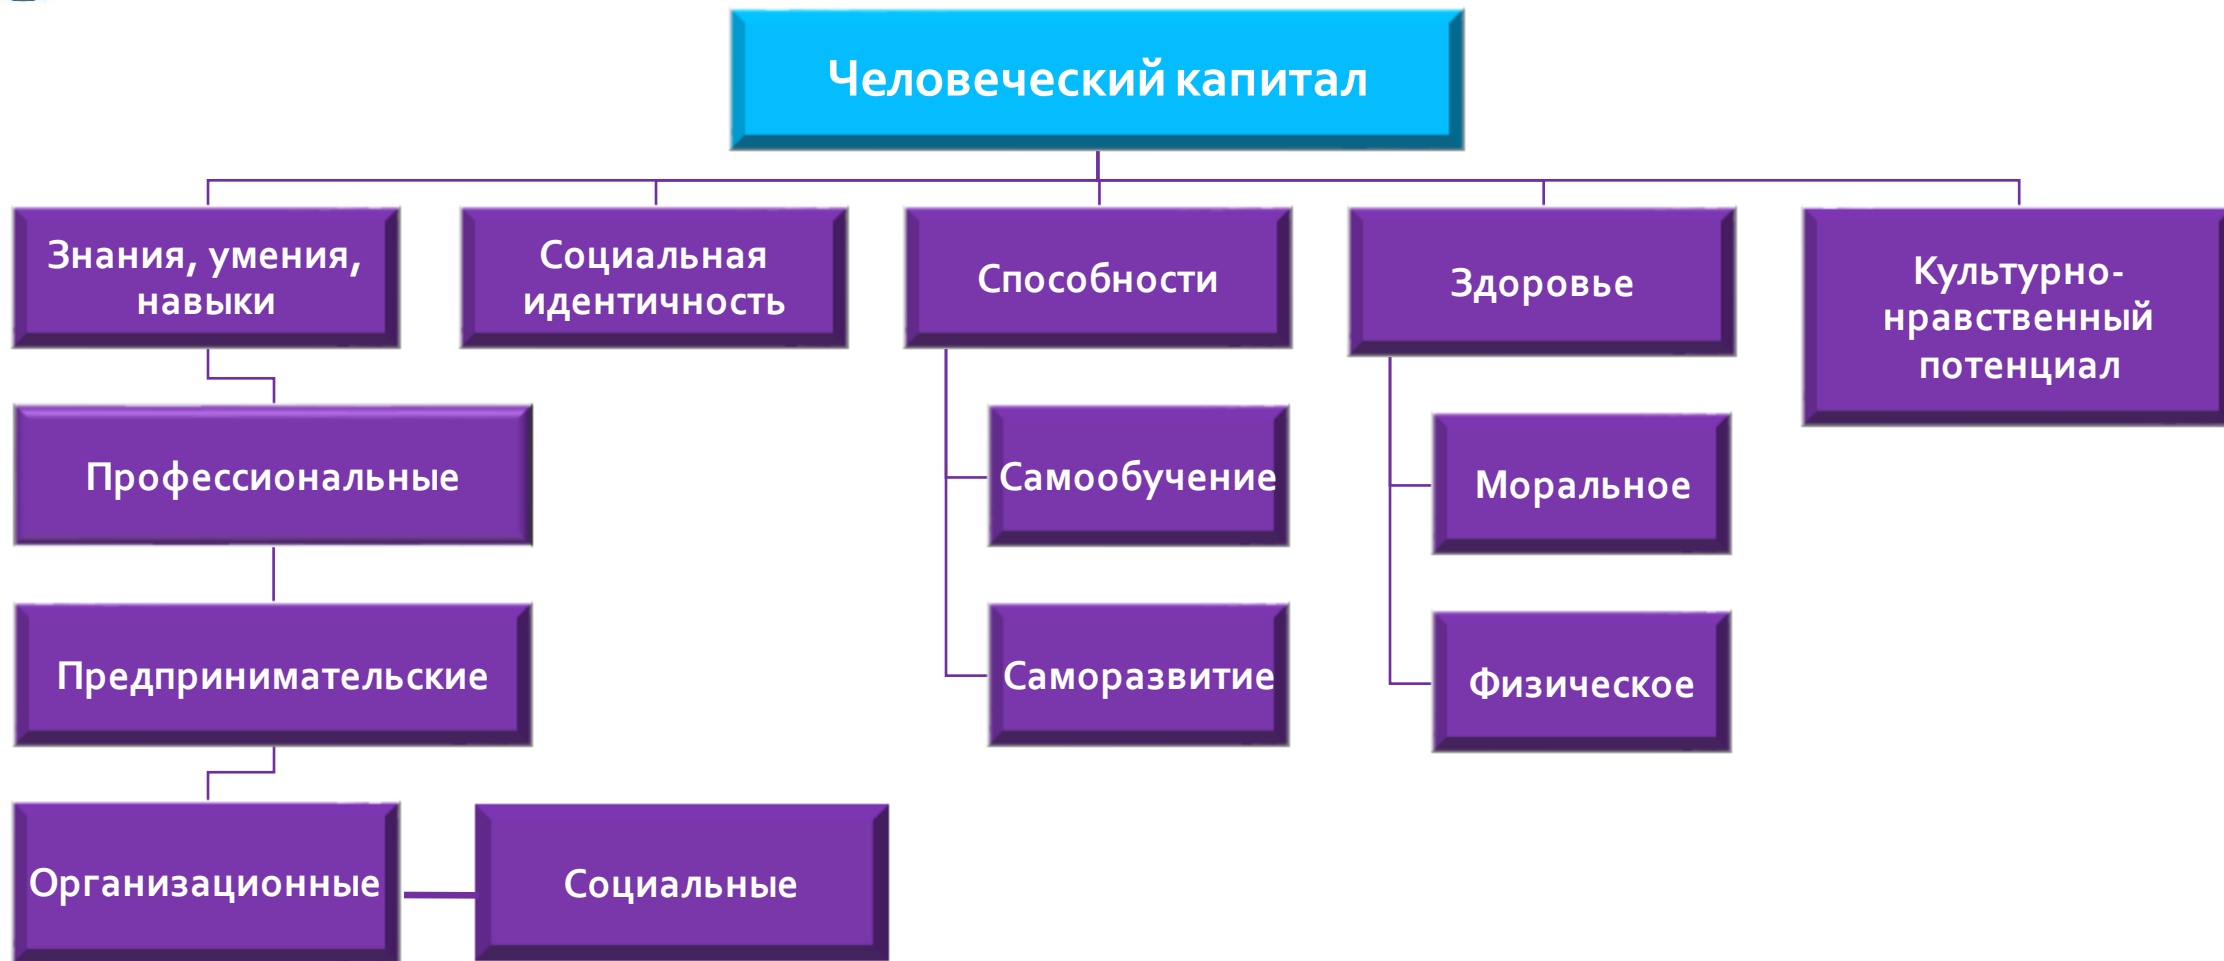 Человеческий капитал
Знания, умения,
навыки
Социальная
идентичность
Способности
Здоровье
Культурно-
нравственный
потенциал
Профессиональные
Самообучение
Моральное
Предпринимательские
Саморазвитие
Физическое
Организационные
Социальные